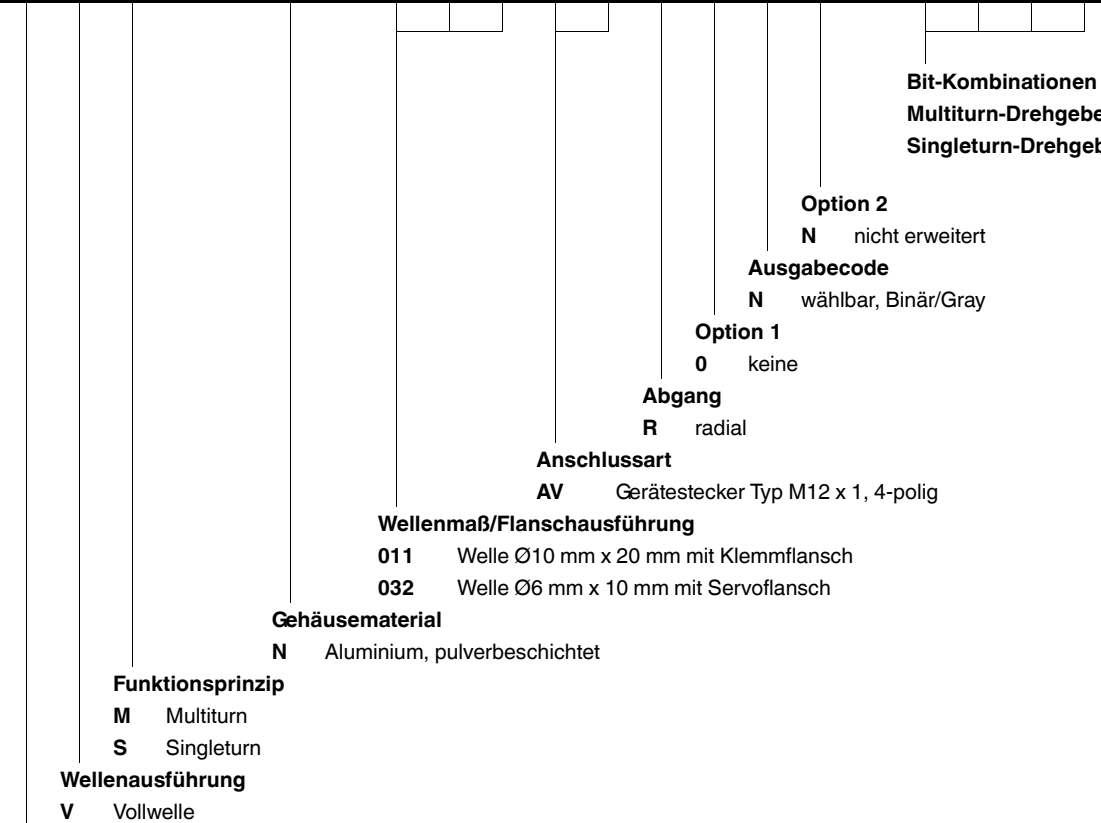 Bit-Kombinationen
Multiturn-Drehgebe
Singleturn-Drehgeb
Option 2
N nicht erweitert
Ausgabecode
N wählbar, Binär/Gray
Option 1
0 keine
Abgang
R radial
Anschlussart
AV Gerätestecker Typ M12 x 1, 4-polig
Wellenmaß/Flanschausführung
011 Welle Ø10 mm x 20 mm mit Klemmflansch
032 Welle Ø6 mm x 10 mm mit Servoflansch
Gehäusematerial
N Aluminium, pulverbeschichtet
Funktionsprinzip
M Multiturn
S Singleturn
Wellenausführung
V Vollwelle